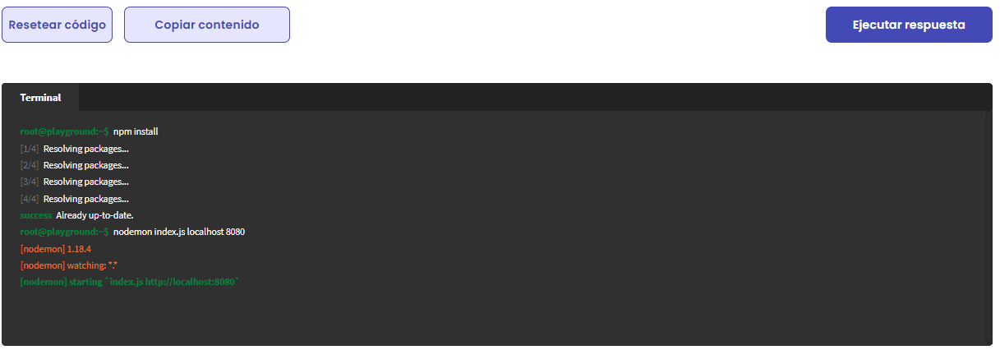 Resetear código
Copiar contenido
Ejecutar respuesta
Terminal
root@playground:~$ npm install
[1/4] Resolving packages...
[2/4] Resolving packages...
[3/4] Resolving packages...
[4/4] Resolving packages...
success Already up-to-date.
root@playground:~$ nodemon index.js localhost 8080
[nodemon] 1.18.4
[nodemon] watching: *.*
[nodemon] starting `index.js http://localhost:8080`